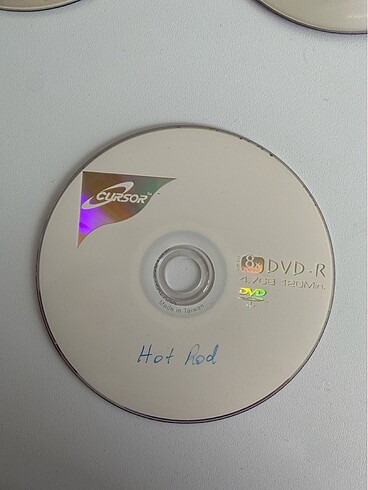 CURSOR
8x DVD-R
4.7GB 120Min.
DVD
Made in Taiwan
Hot Rod